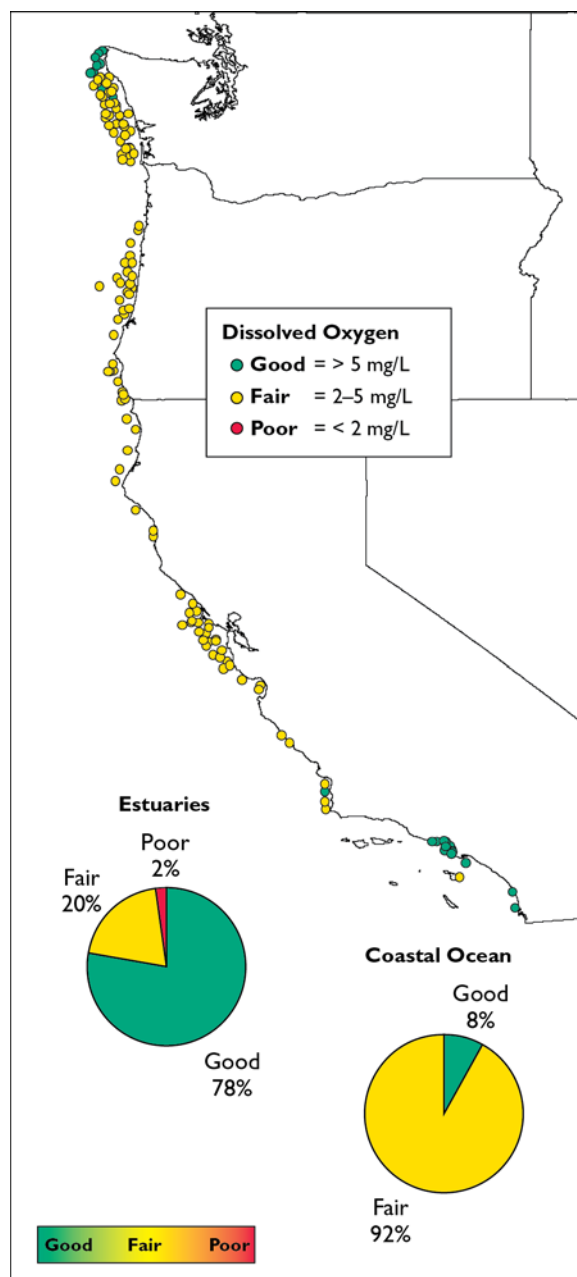 Dissolved Oxygen
Good = > 5 mg/L
Fair = 2–5 mg/L
Poor = < 2 mg/L
Estuaries
Poor
2%
Fair
20%
Good
78%
Coastal Ocean
Good
8%
Fair
92%
Good Fair Poor